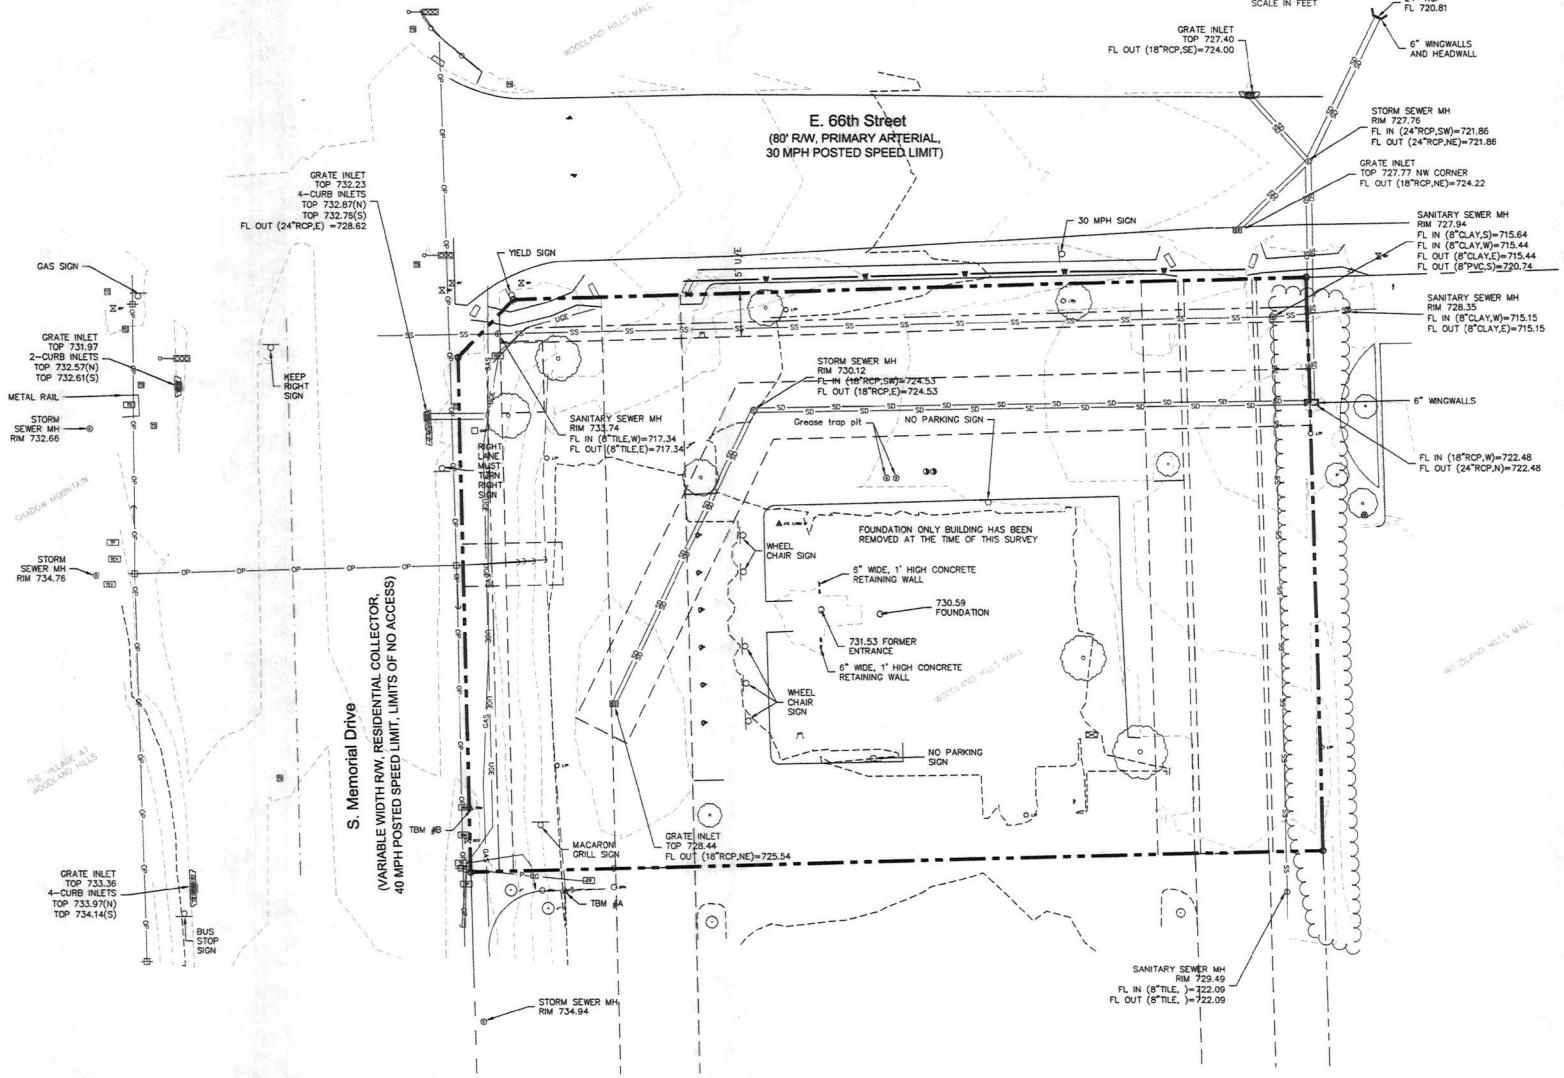 SCALE IN FEET
FL 720.81
GRATE INLET
TOP 727.40
FL OUT (18"RCP,SE)=724.00
6" WINGWALLS
AND HEADWALL
WOODLAND HILLS MALL
E. 66th Street
(80' R/W, PRIMARY ARTERIAL,
30 MPH POSTED SPEED LIMIT)
STORM SEWER MH
RIM 727.76
FL IN (24"RCP,SW)=721.86
FL OUT (24"RCP,NE)=721.86
GRATE INLET
TOP 727.77 NW CORNER
FL OUT (18"RCP,NE)=724.22
GRATE INLET
TOP 732.23
4-CURB INLETS
TOP 732.87(N)
TOP 732.76(S)
FL OUT (24"RCP,E) =728.62
30 MPH SIGN
SANITARY SEWER MH
RIM 727.94
FL IN (8"CLAY,S)=715.64
FL IN (8"CLAY,W)=715.44
FL OUT (8"CLAY,E)=715.44
FL OUT (8"PVC,S)=720.74
GAS SIGN
YIELD SIGN
5' U/E
SANITARY SEWER MH
RIM 728.35
FL IN (8"CLAY,W)=715.15
FL OUT (8"CLAY,E)=715.15
GRATE INLET
TOP 731.97
2-CURB INLETS
TOP 732.57(N)
TOP 732.61(S)
KEEP
RIGHT
SIGN
METAL RAIL
STORM
SEWER MH
RIM 732.66
STORM SEWER MH
RIM 730.12
FL IN (18"RCP,SW)=724.53
FL OUT (18"RCP,E)=724.53
6" WINGWALLS
SANITARY SEWER MH
RIM 733.74
FL IN (8"TILE,W)=717.34
FL OUT (8"TILE,E)=717.34
Grease trap pit
NO PARKING SIGN
RIGHT
LANE
MUST
TURN
RIGHT
SIGN
FL IN (18"RCP,W)=722.48
FL OUT (24"RCP,N)=722.48
SHADOW MOUNTAIN
FOUNDATION ONLY BUILDING HAS BEEN
REMOVED AT THE TIME OF THIS SURVEY
WHEEL
CHAIR SIGN
STORM
SEWER MH
RIM 734.76
6" WIDE, 1' HIGH CONCRETE
RETAINING WALL
730.59
FOUNDATION
731.53 FORMER
ENTRANCE
6" WIDE, 1' HIGH CONCRETE
RETAINING WALL
WOODLAND HILLS MALL
WOODLAND HILLS MALL
WHEEL
CHAIR
SIGN
S. Memorial Drive
(VARIABLE WIDTH R/W, RESIDENTIAL COLLECTOR,
40 MPH POSTED SPEED LIMIT, LIMITS OF NO ACCESS)
THE VILLAGE AT
WOODLAND HILLS
NO PARKING
SIGN
TBM #B
MACARONI
GRILL SIGN
GRATE INLET
TOP 728.44
FL OUT (18"RCP,NE)=725.54
GRATE INLET
TOP 733.36
4-CURB INLETS
TOP 733.97(N)
TOP 734.14(S)
TBM #A
BUS
STOP
SIGN
SANITARY SEWER MH
RIM 729.49
FL IN (8"TILE, )=722.09
FL OUT (8"TILE, )=722.09
STORM SEWER MH
RIM 734.94